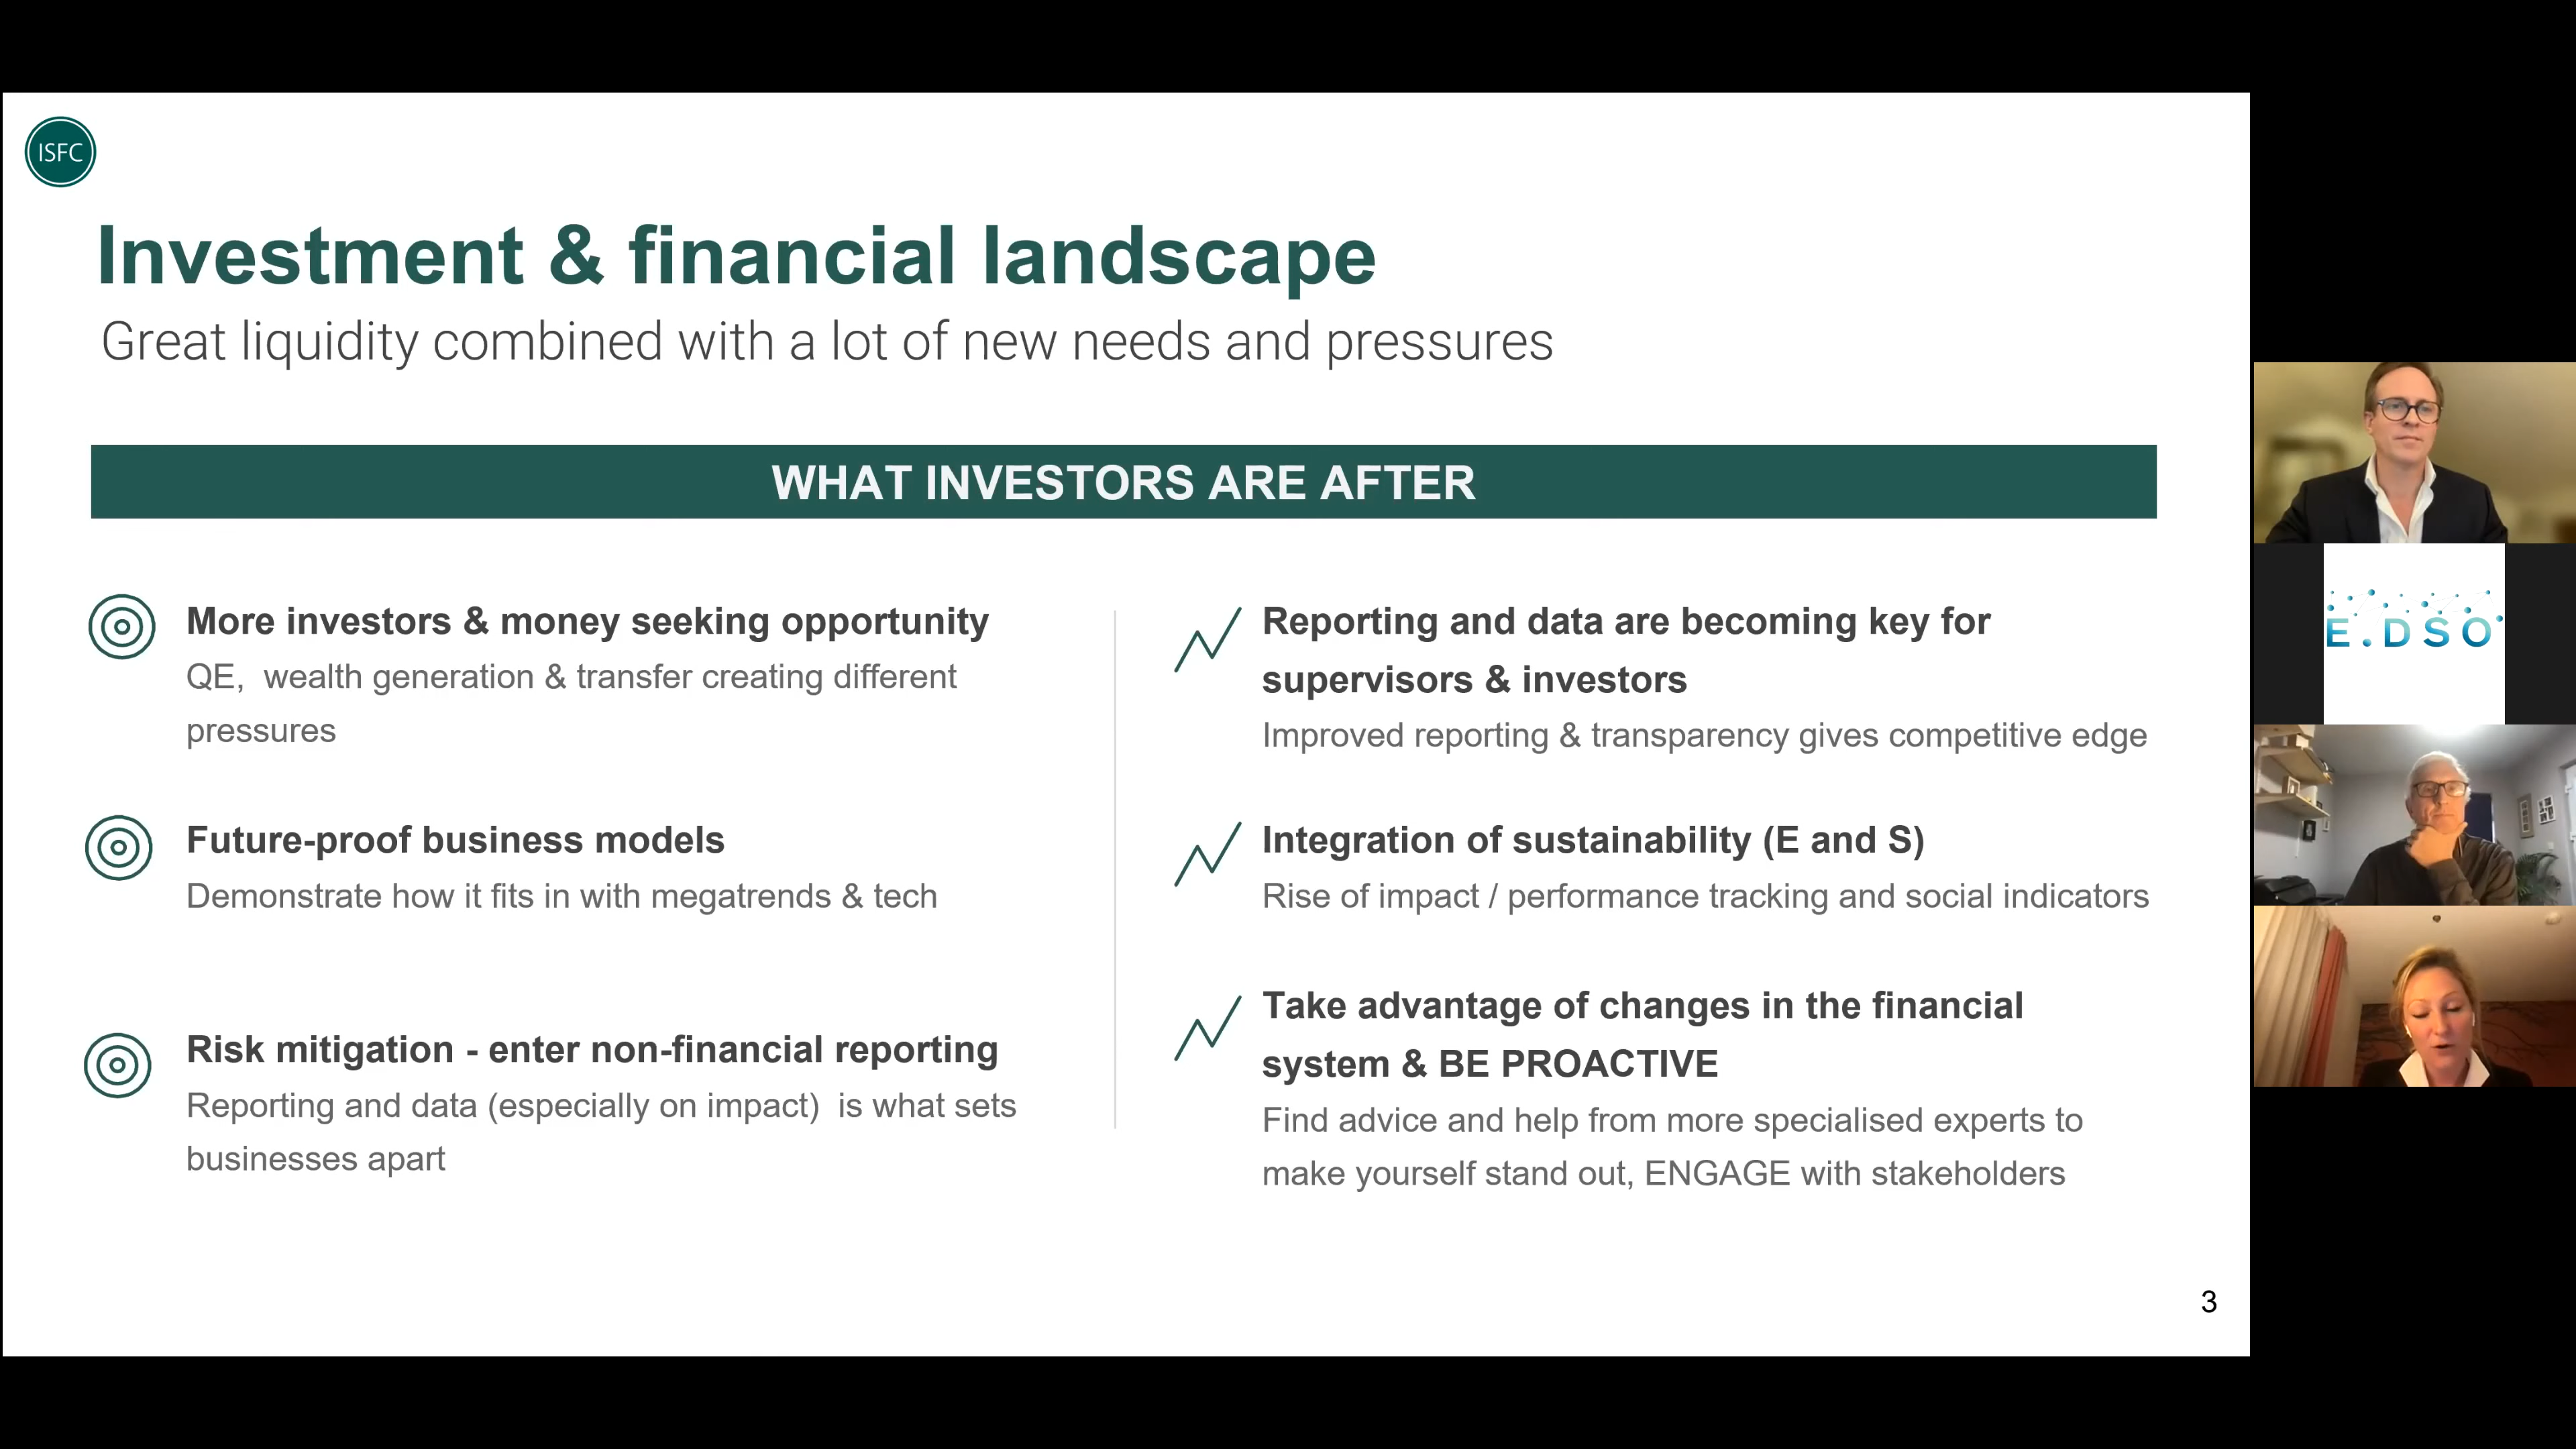 ISFC
Investment & financial landscape
Great liquidity combined with a lot of new needs and pressures
WHAT INVESTORS ARE AFTER
More investors & money seeking opportunity
QE, wealth generation & transfer creating different
pressures
Future-proof business models
Demonstrate how it fits in with megatrends & tech
Risk mitigation - enter non-financial reporting
Reporting and data (especially on impact) is what sets
businesses apart
Reporting and data are becoming key for
supervisors & investors
Improved reporting & transparency gives competitive edge
Integration of sustainability (E and S)
Rise of impact / performance tracking and social indicators
Take advantage of changes in the financial
system & BE PROACTIVE
Find advice and help from more specialised experts to
make yourself stand out, ENGAGE with stakeholders
3
E.DSO